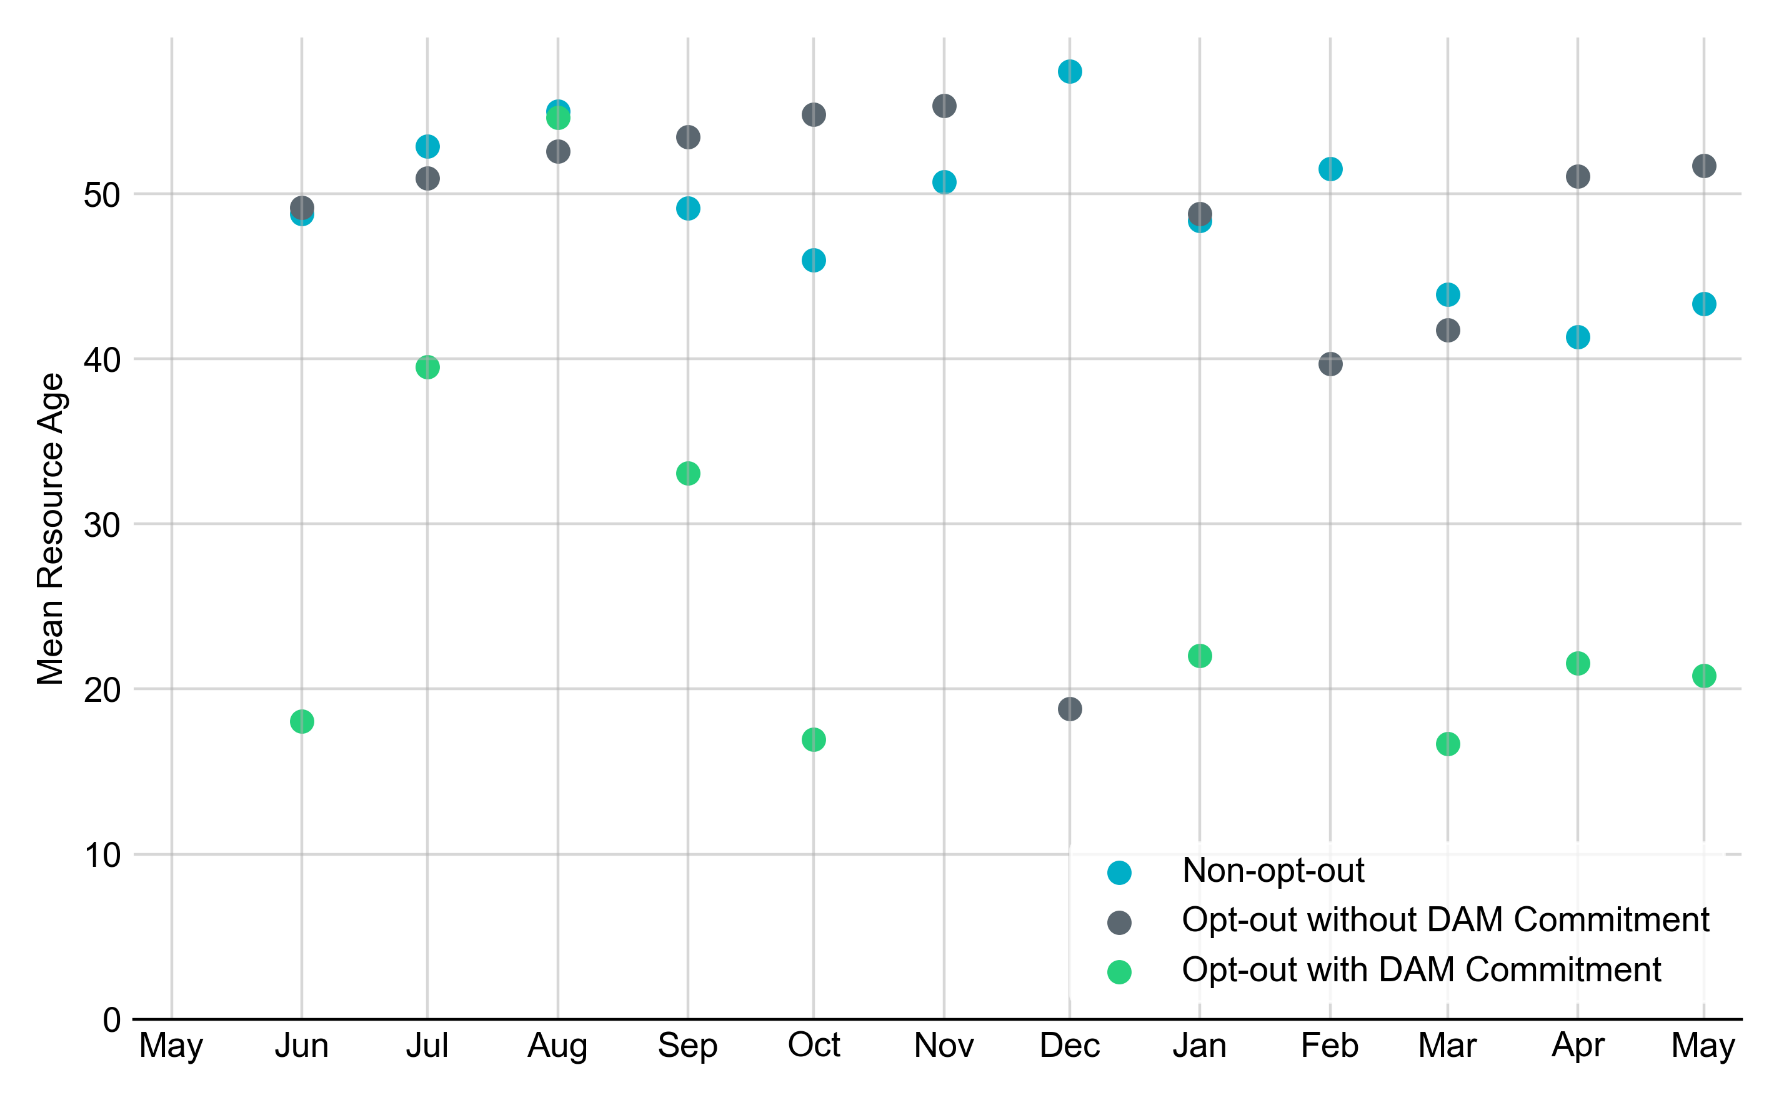 50
40
30
20
10
0
Mean Resource Age
May Jun Jul Aug Sep Oct Nov Dec Jan Feb Mar Apr May
Non-opt-out
Opt-out without DAM Commitment
Opt-out with DAM Commitment